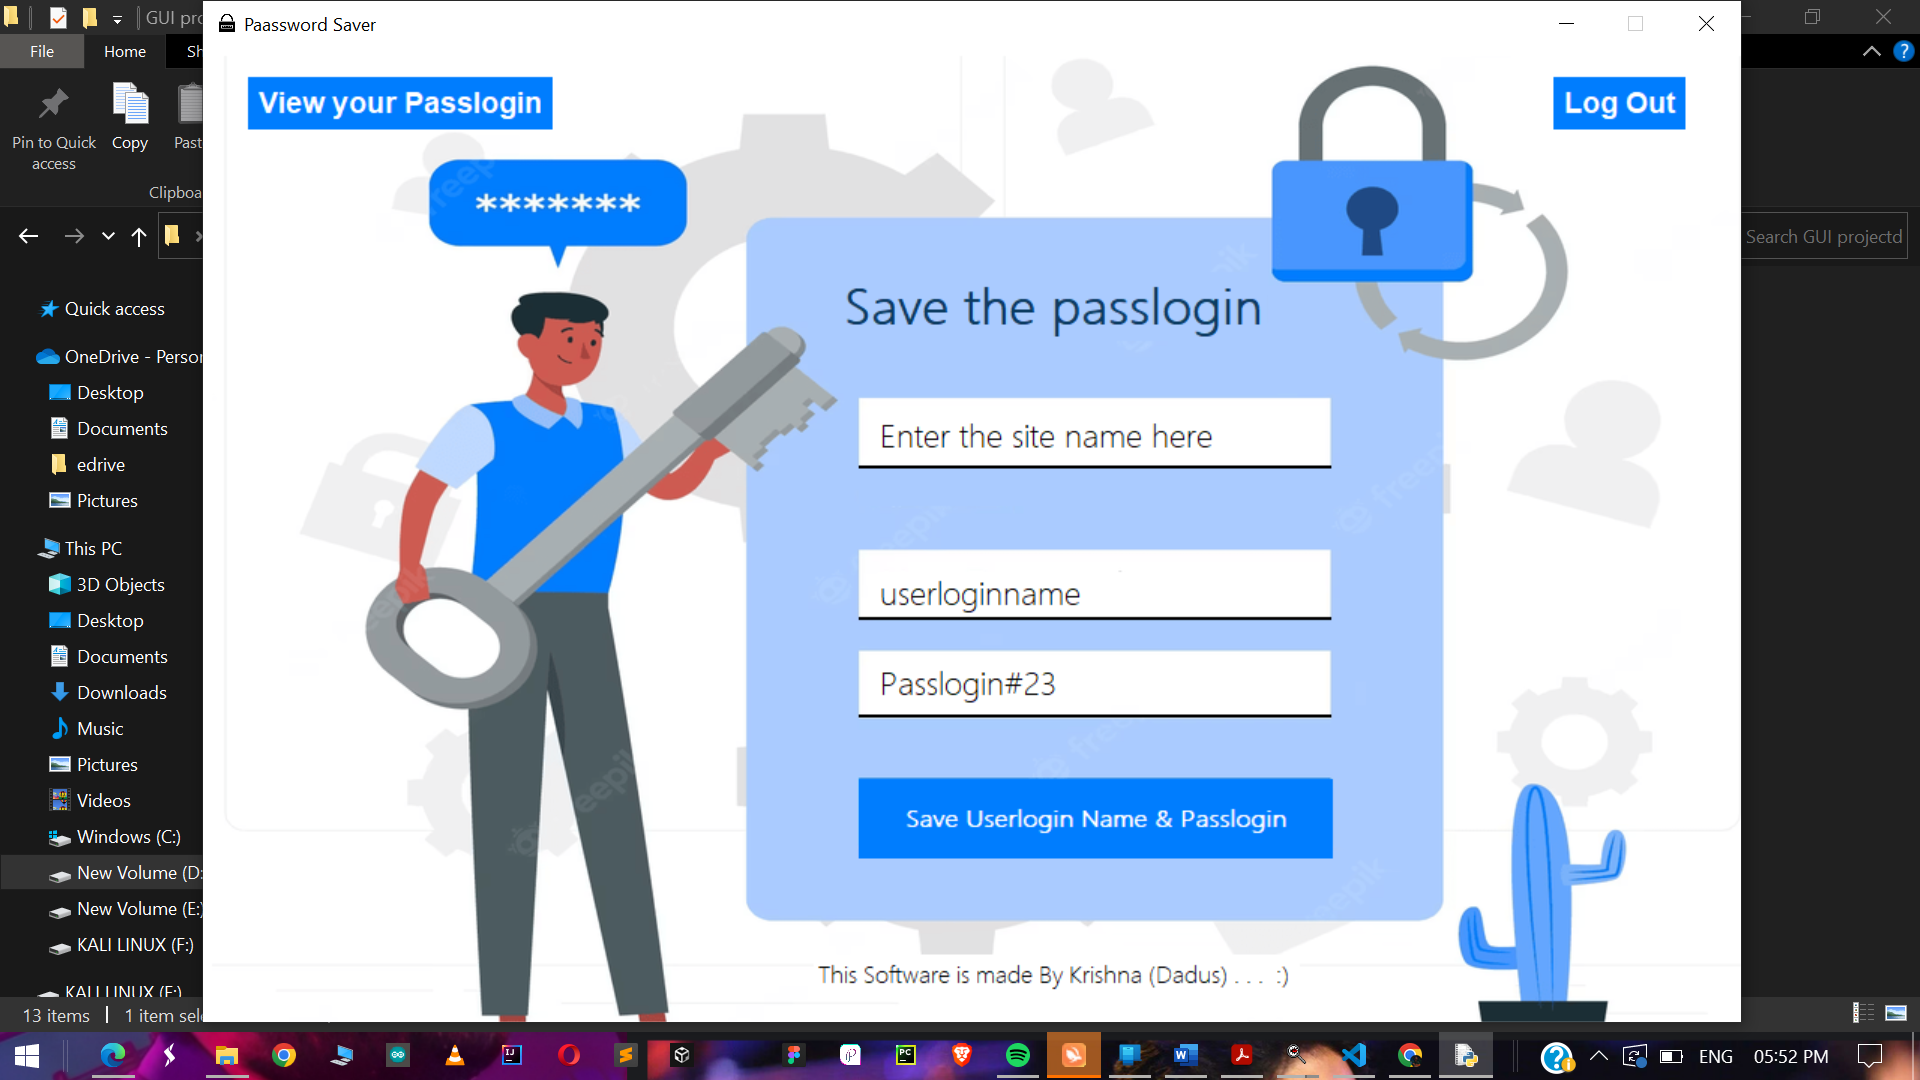 GUI pro
Paassword Saver
File
Home
Sh
Pin to Quick
access
Copy
Past
Clipboa
Search GUI projectd
View your Passlogin
Log Out
*******
Save the passlogin
Enter the site name here
userloginname
Passlogin#23
Save Userlogin Name & Passlogin
This Software is made By Krishna (Dadus) . . .  :)
Quick access
OneDrive - Person
Desktop
Documents
edrive
Pictures
This PC
3D Objects
Desktop
Documents
Downloads
Music
Pictures
Videos
Windows (C:)
New Volume (D:
New Volume (E:)
KALI LINUX (F:)
KALI LINUX (F:)
13 items
1 item sele
freepik
ENG
05:52 PM